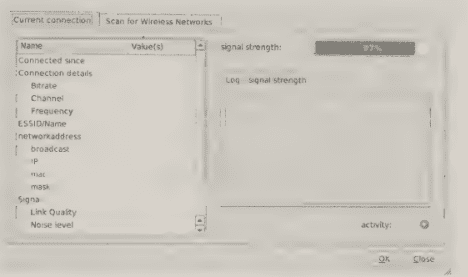 Current connection
Scan for Wireless Networks
Name Value(s)
Connected since
Connection details
Bitrate
Channel
Frequency
ESSID/Name
networkaddress
broadcast
IP
mac
mask
Signal
Link Quality
Noise level
signal strength: 97%
Log - signal strength
activity:
OK Close